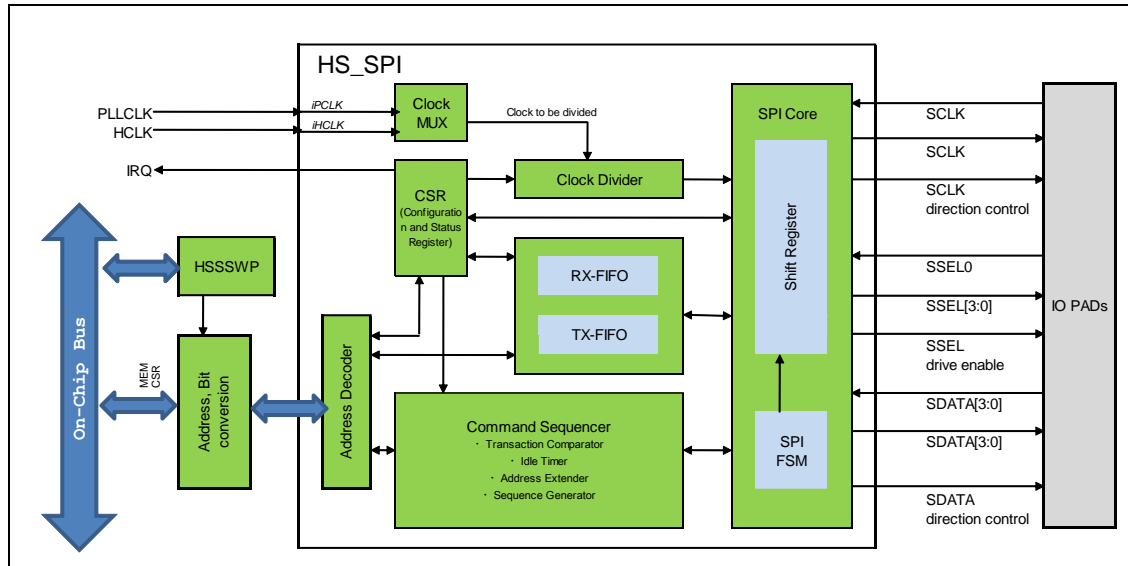 HS_SPI
PLLCLK
HCLK
IRQ
iPCLK
iHCLK
Clock
MUX
Clock to be divided
Clock Divider
CSR
(Configuratio
n and Status
Register)
RX-FIFO
TX-FIFO
HSSSWP
On-Chip Bus
MEM
CSR
Address, Bit
conversion
Address Decoder
Command Sequencer
· Transaction Comparator
· Idle Timer
· Address Extender
· Sequence Generator
SPI Core
Shift Register
SPI
FSM
SCLK
SCLK
SCLK
direction control
SSEL0
SSEL[3:0]
SSEL
drive enable
SDATA[3:0]
SDATA[3:0]
SDATA
direction control
IO PADs